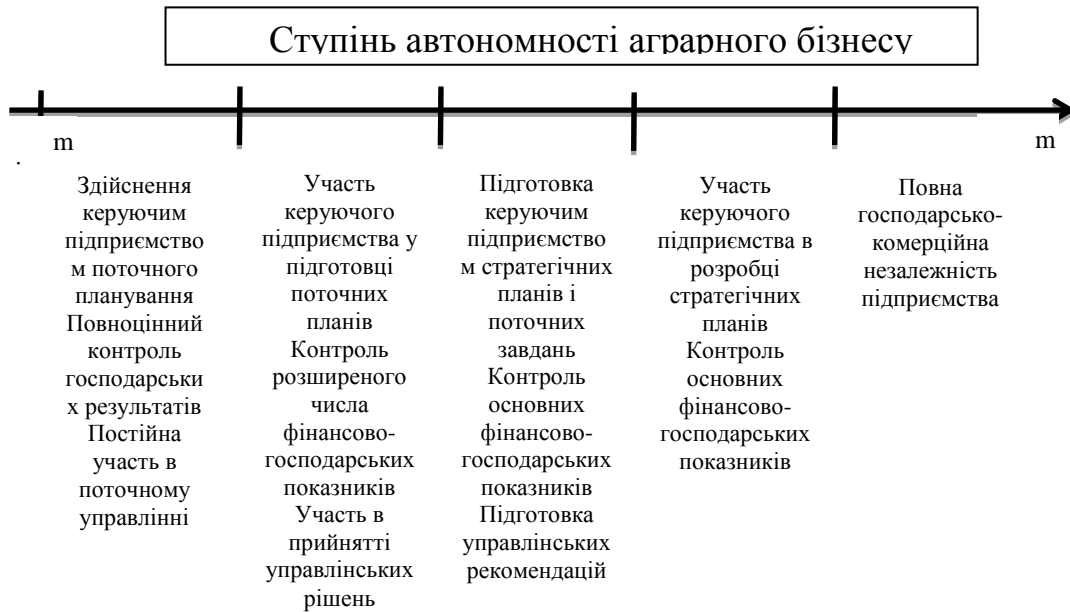 Ступінь автономності аграрного бізнесу
m
m
.
Здійснення
керуючим
підприємство
м поточного
планування
Повноцінний
контроль
господарськи
х результатів
Постійна
участь в
поточному
управлінні
Участь
керуючого
підприємства у
підготовці
поточних
планів
Контроль
розширеного
числа
фінансово-
господарських
показників
Участь в
прийнятті
управлінських
рішень
Підготовка
керуючим
підприємство
м стратегічних
планів і
поточних
завдань
Контроль
основних
фінансово-
господарських
показників
Підготовка
управлінських
рекомендацій
Участь
керуючого
підприємства в
розробці
стратегічних
планів
Контроль
основних
фінансово-
господарських
показників
Повна
господарсько-
комерційна
незалежність
підприємства